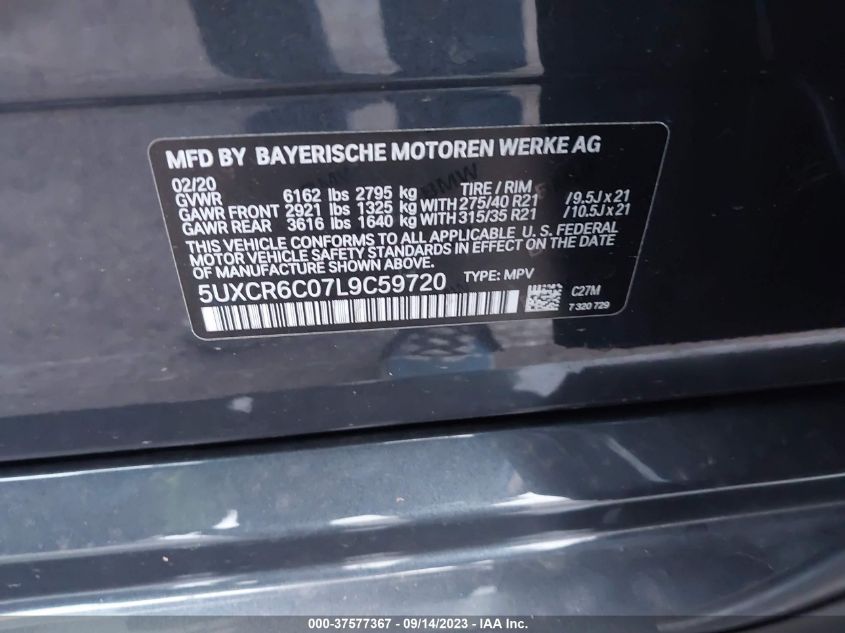 MFD BY BAYERISCHE MOTOREN WERKE AG
02/20
GVWR 6162 lbs 2795 kg TIRE / RIM
GAWR FRONT 2921 lbs 1325 kg WITH 275/40 R21 / 9.5J x 21
GAWR REAR 3616 lbs 1640 kg WITH 315/35 R21 / 10.5J x 21
THIS VEHICLE CONFORMS TO ALL APPLICABLE U.S. FEDERAL
MOTOR VEHICLE SAFETY STANDARDS IN EFFECT ON THE DATE
OF MANUFACTURE SHOWN ABOVE.
5UXCR6C07L9C59720 TYPE: MPV
C27M
7 320 729
000-37577367 - 09/14/2023 - IAA Inc.